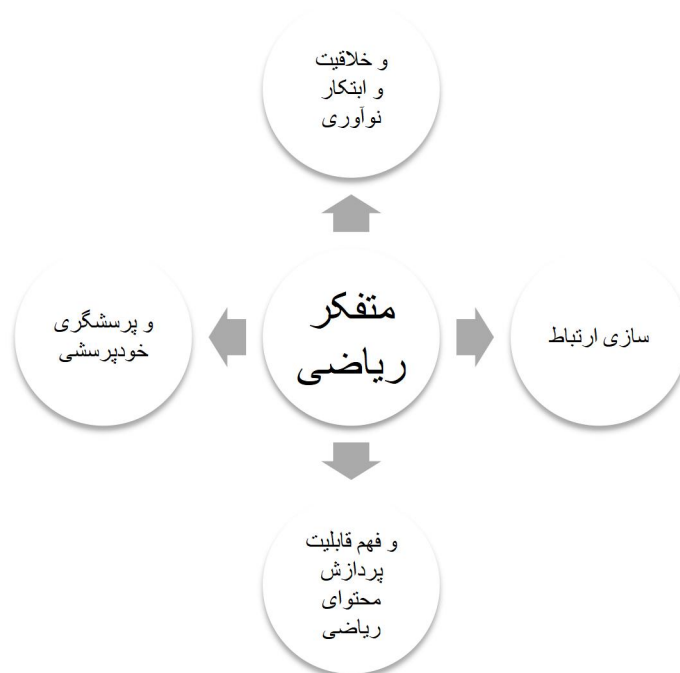 و خلاقیت
و ابتکار
نوآوری
و پرسشگری
خودپرسشی
متفکر
ریاضی
سازی ارتباط
و فهم قابلیت
پردازش
محتوای
ریاضی